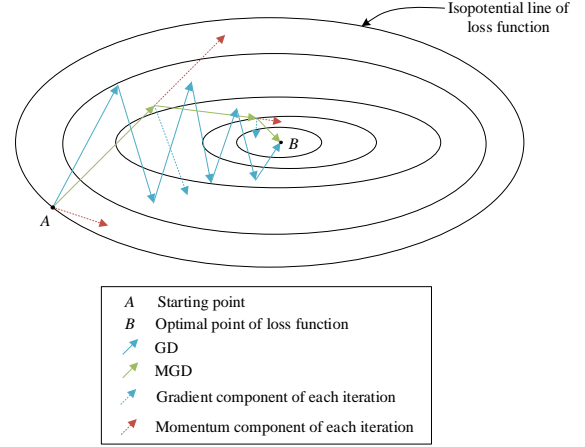 Isopotential line of
loss function
B
A
A Starting point
B Optimal point of loss function
GD
MGD
Gradient component of each iteration
Momentum component of each iteration